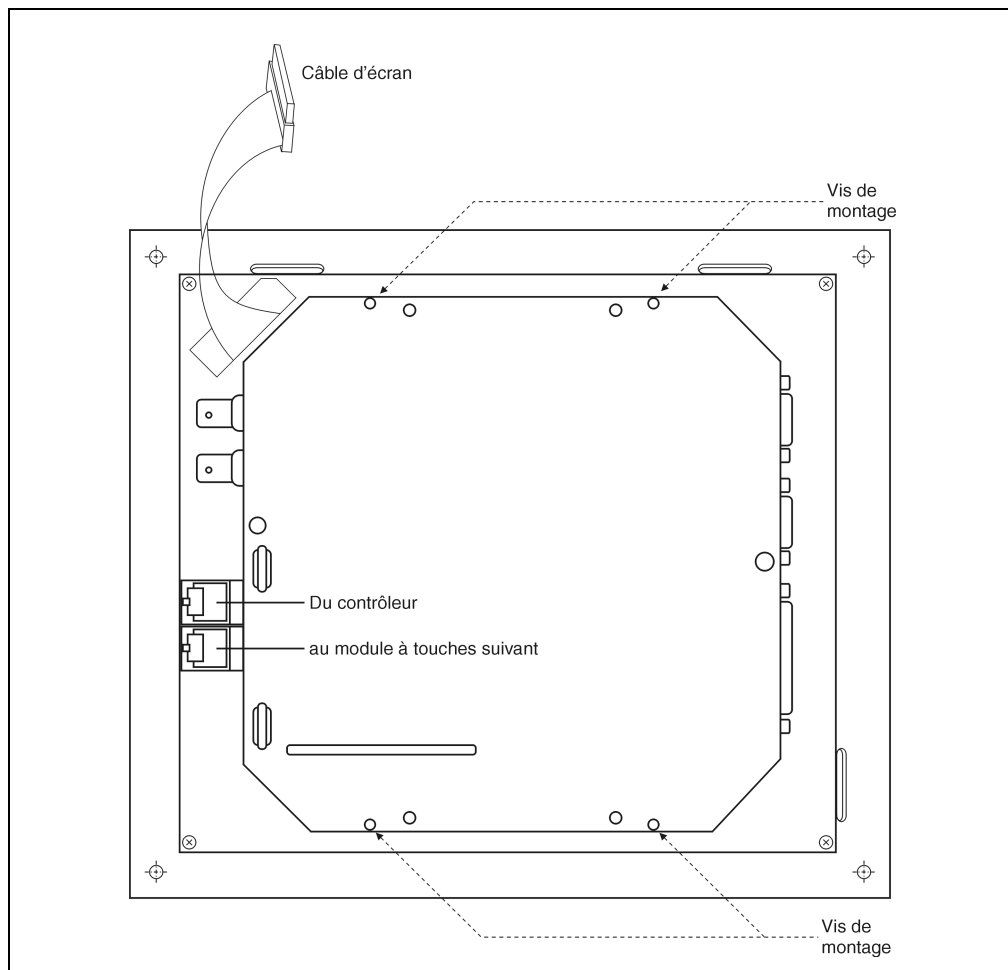 Câble d’écran
Vis de
montage
Du contrôleur
au module à touches suivant
Vis de
montage